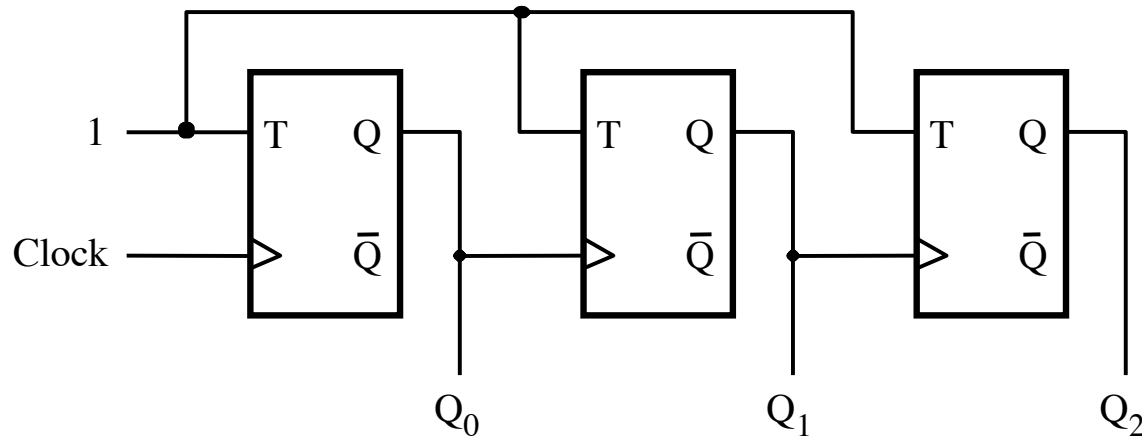 1 T Q T Q T Q
Clock Q̅ Q̅ Q̅
Q₀ Q₁ Q₂